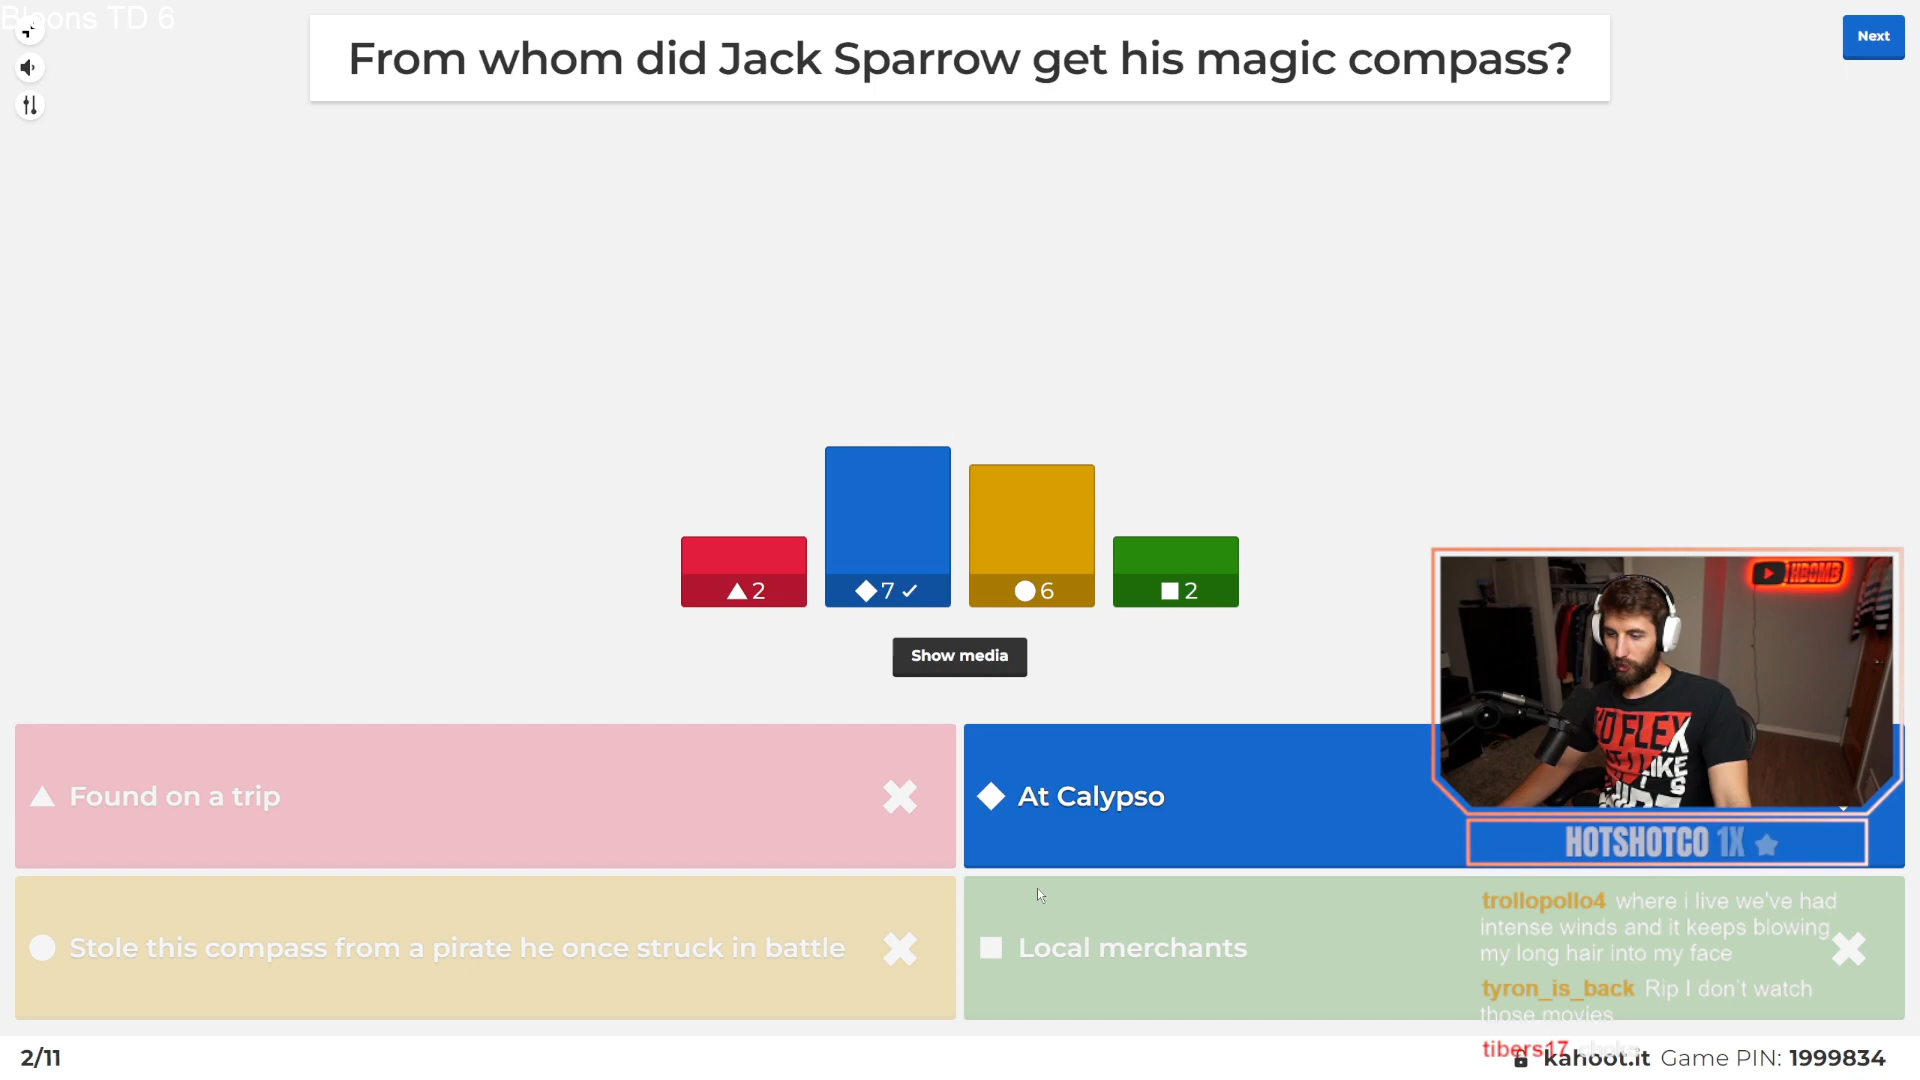 Bloons TD 6
From whom did Jack Sparrow get his magic compass?
Next
2
7
6
2
Show media
Found on a trip
At Calypso
Stole this compass from a pirate he once struck in battle
Local merchants
HBOMB
HOTSHOTCO 1X
trollopollo4 where i live we've had
intense winds and it keeps blowing
my long hair into my face
tyron_is_back Rip I don't watch
those movies
tibers17
2/11
kahoot.it Game PIN: 1999834